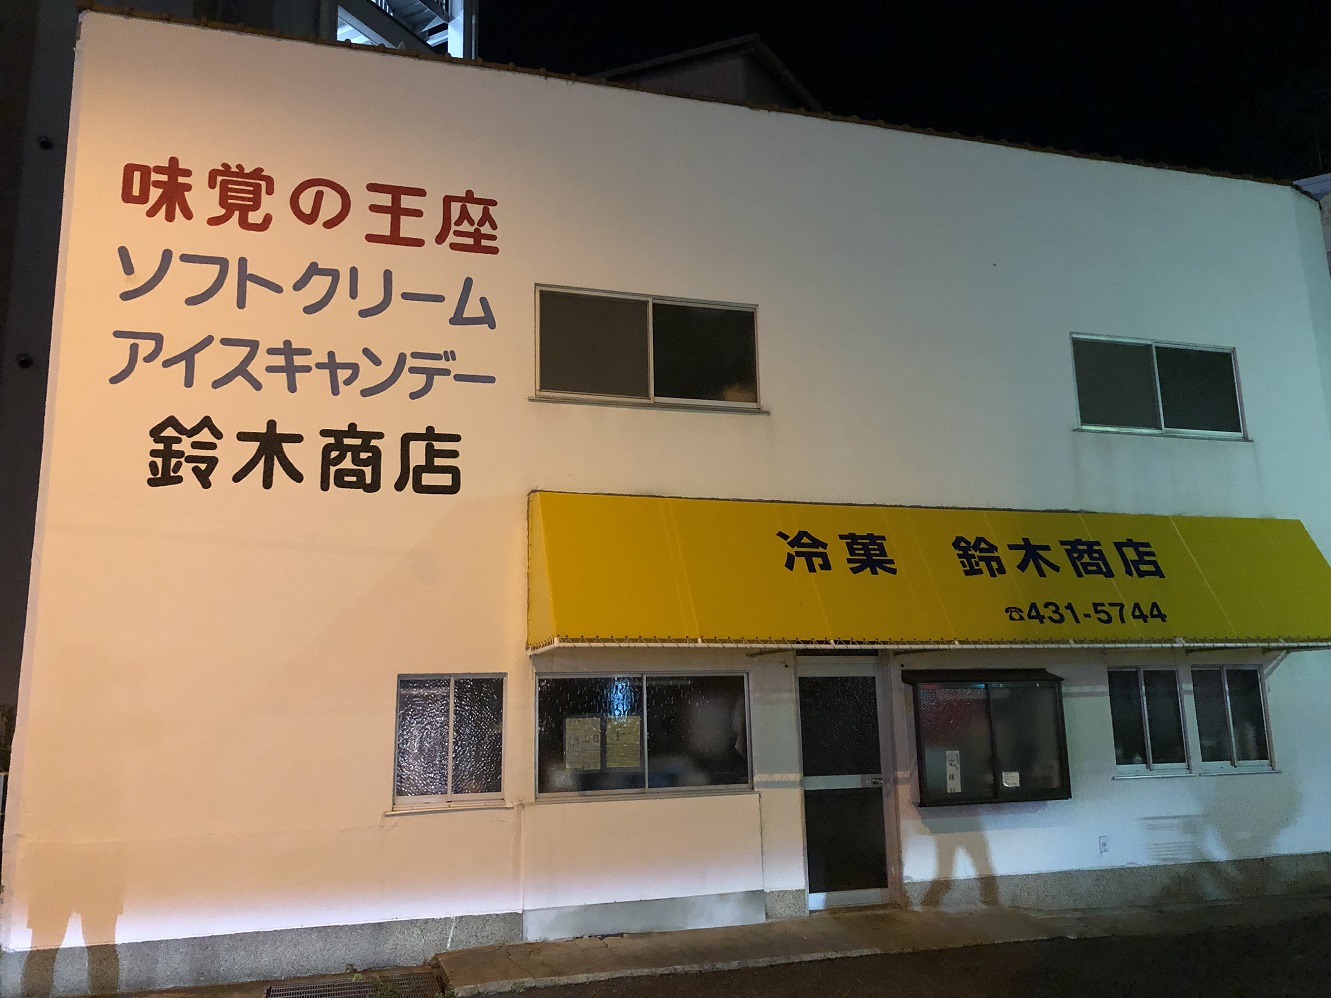 味覚の王座
ソフトクリーム
アイスキャンデー
鈴木商店
冷菓 鈴木商店
☎431-5744